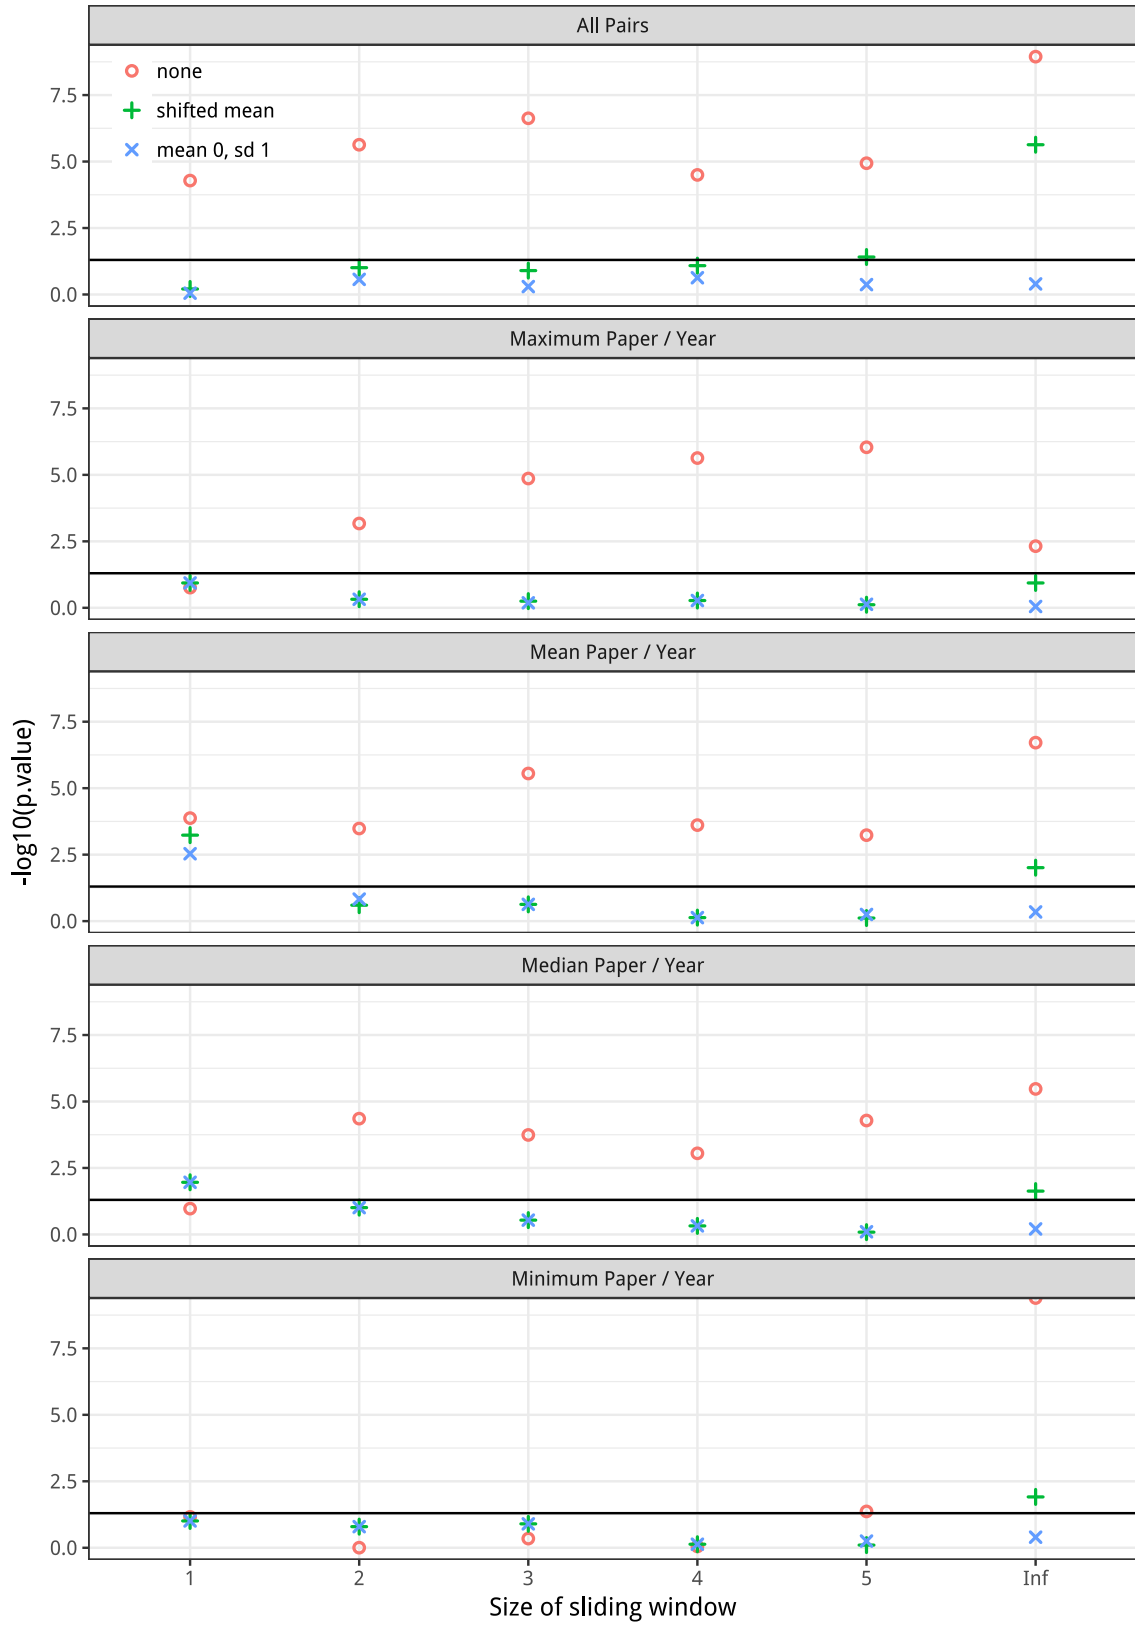 All Pairs
none
shifted mean
mean 0, sd 1
7.5
5.0
2.5
0.0
Maximum Paper / Year
7.5
5.0
2.5
0.0
Mean Paper / Year
7.5
5.0
2.5
0.0
-log10(p.value)
Median Paper / Year
7.5
5.0
2.5
0.0
Minimum Paper / Year
7.5
5.0
2.5
0.0
1 2 3 4 5 Inf
Size of sliding window